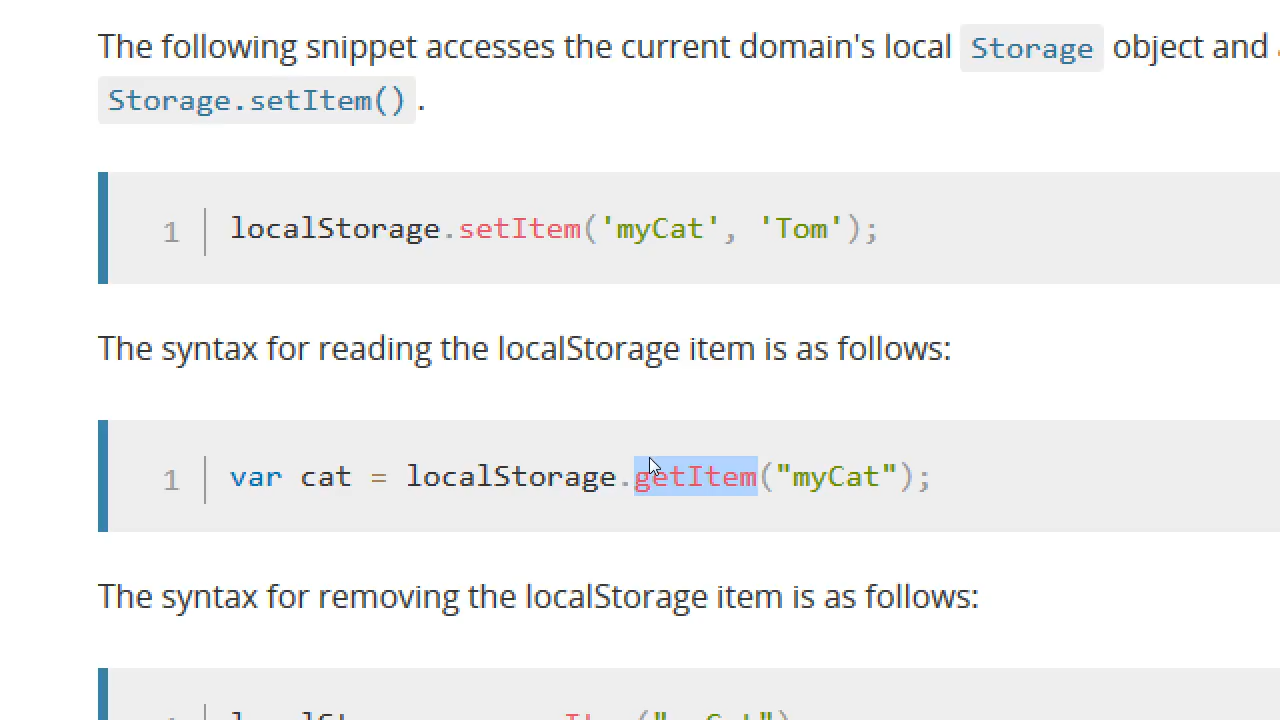 The following snippet accesses the current domain's local Storage object and
Storage.setItem().
1 localStorage.setItem('myCat', 'Tom');
The syntax for reading the localStorage item is as follows:
1 var cat = localStorage.getItem("myCat");
The syntax for removing the localStorage item is as follows: